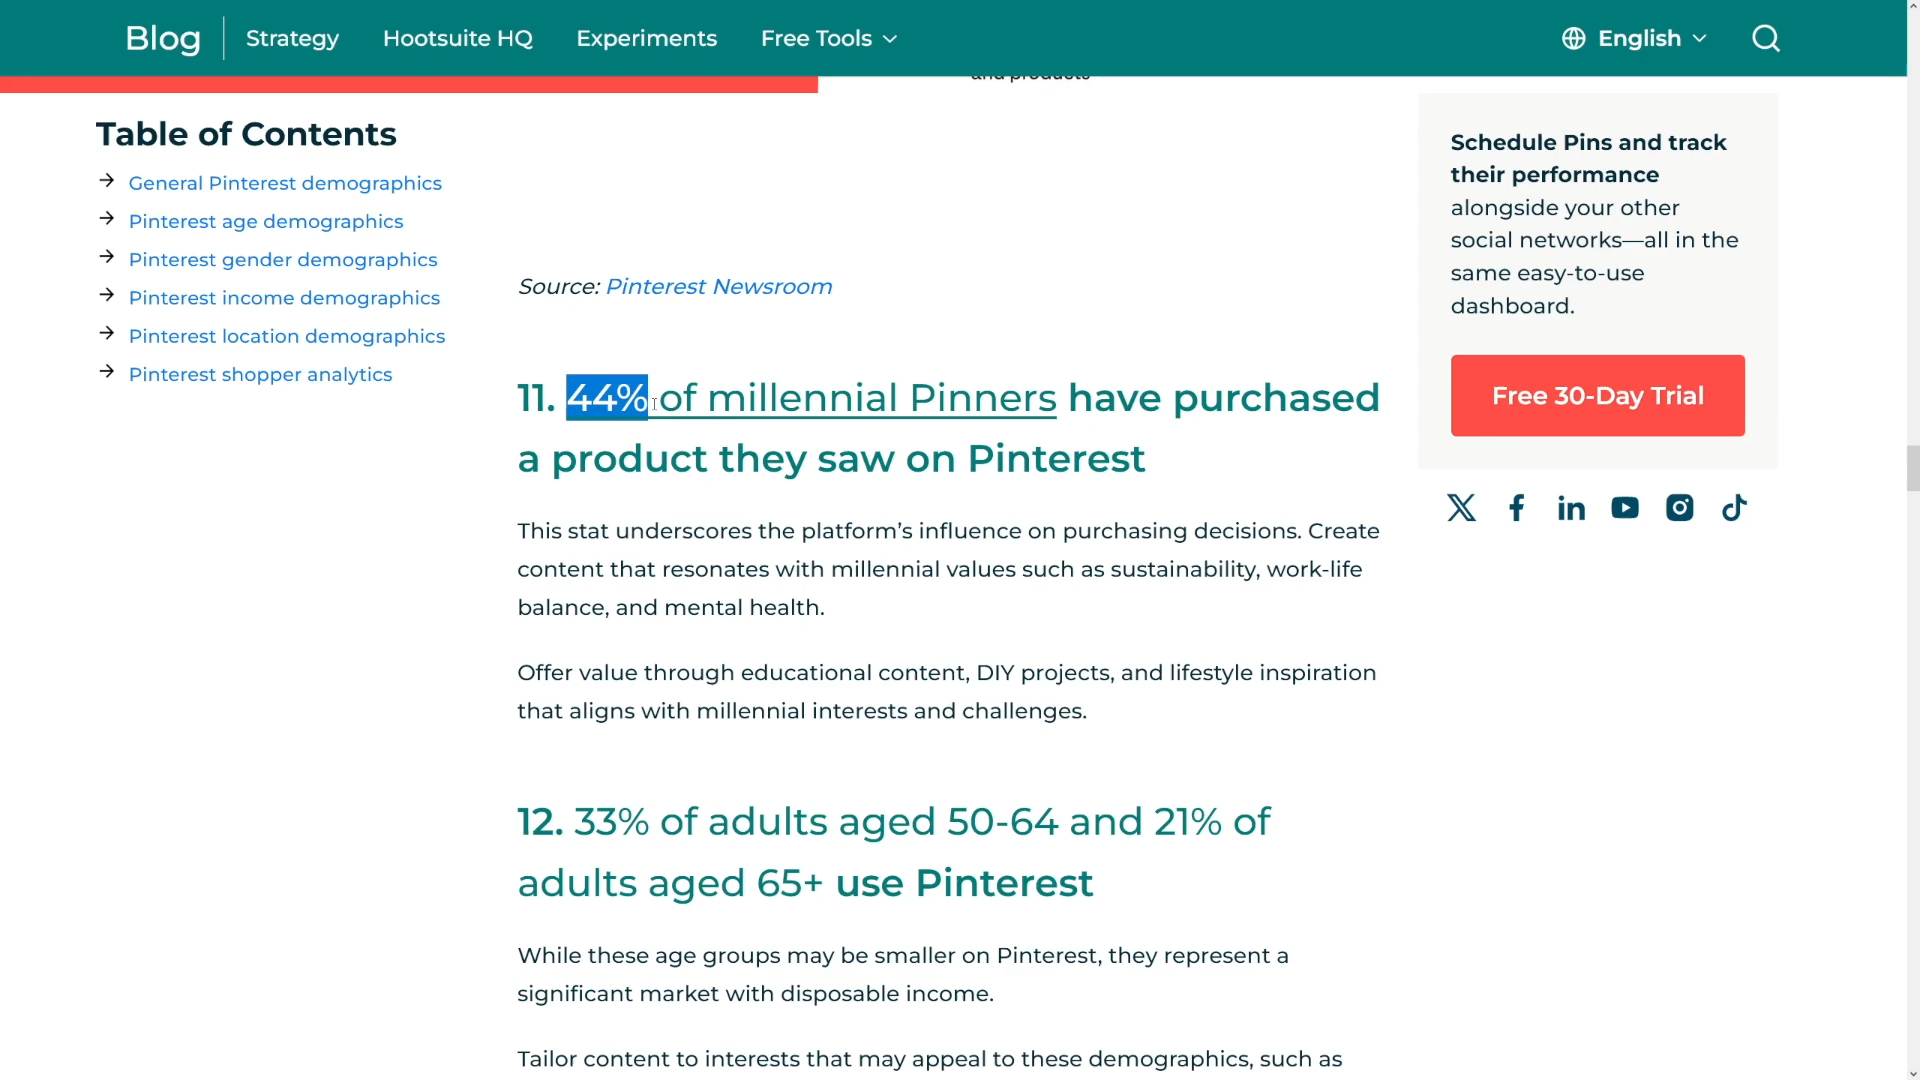 Blog
Strategy
Hootsuite HQ
Experiments
Free Tools
English
and products
Table of Contents
General Pinterest demographics
Pinterest age demographics
Pinterest gender demographics
Pinterest income demographics
Pinterest location demographics
Pinterest shopper analytics
Source: Pinterest Newsroom
11. 44% of millennial Pinners have purchased
a product they saw on Pinterest
This stat underscores the platform’s influence on purchasing decisions. Create
content that resonates with millennial values such as sustainability, work-life
balance, and mental health.
Offer value through educational content, DIY projects, and lifestyle inspiration
that aligns with millennial interests and challenges.
12. 33% of adults aged 50-64 and 21% of
adults aged 65+ use Pinterest
While these age groups may be smaller on Pinterest, they represent a
significant market with disposable income.
Tailor content to interests that may appeal to these demographics, such as
Schedule Pins and track
their performance
alongside your other
social networks—all in the
same easy-to-use
dashboard.
Free 30-Day Trial